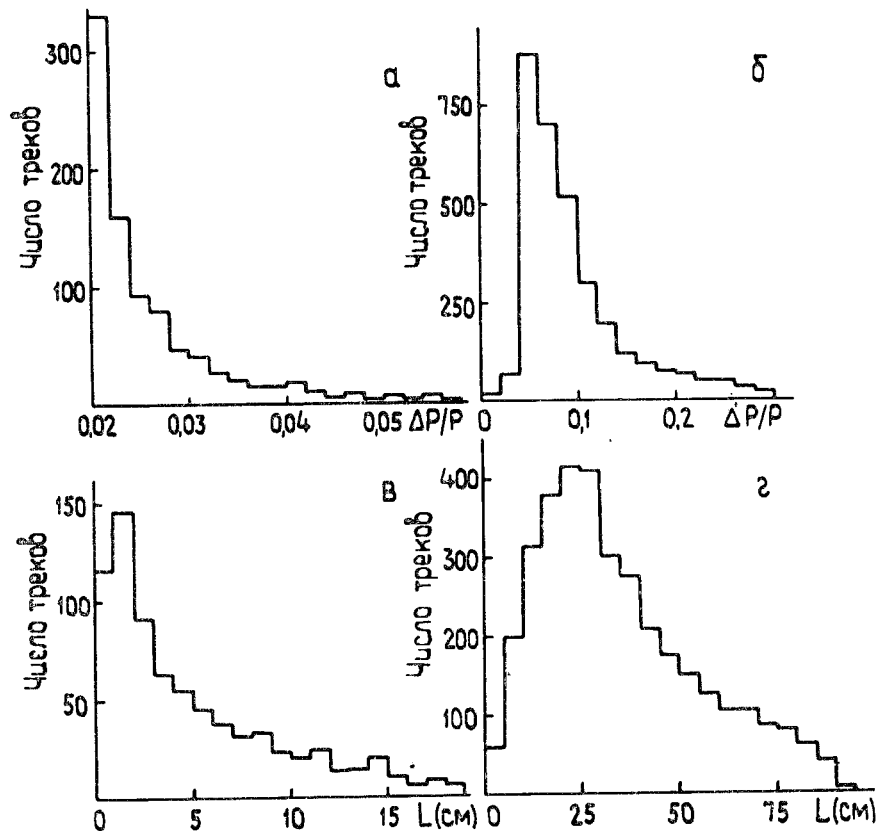 а
300
200
100
Число треков
0,02
0,03
0,04
0,05 ΔP/P
б
750
500
250
Число треков
0
0,1
0,2
ΔP/P
в
150
100
50
Число треков
0
5
10
15
L(см)
г
400
300
200
100
Число треков
0
25
50
75
L(см)